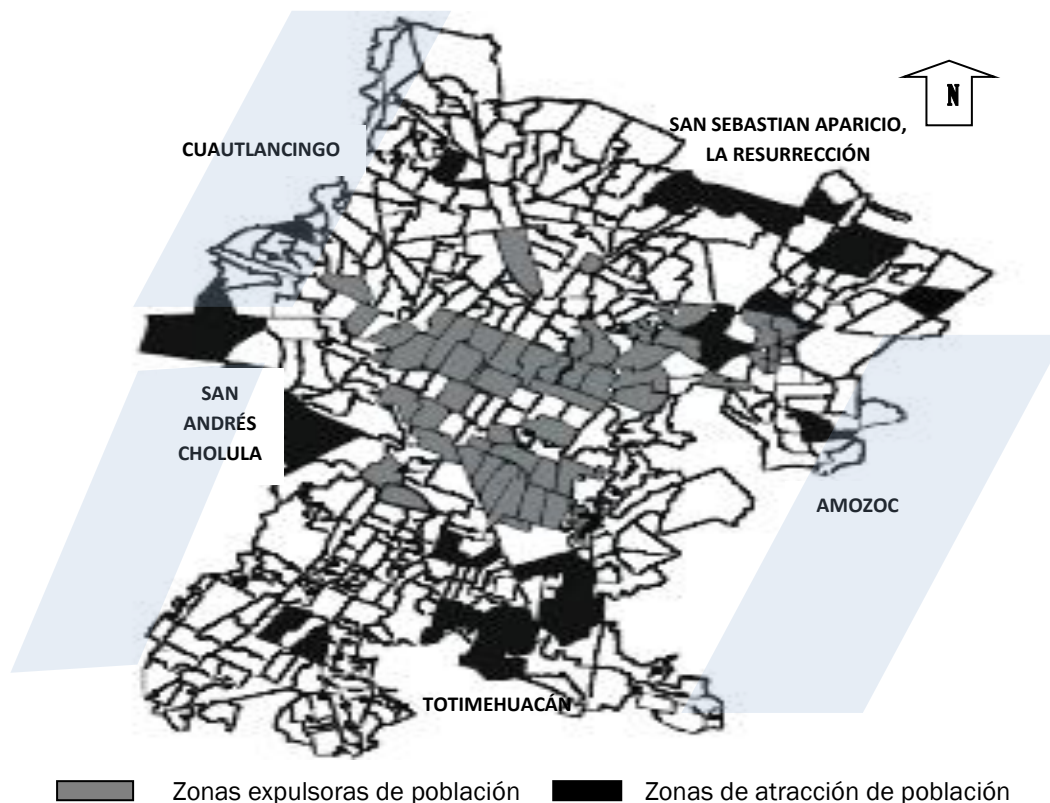 N
SAN SEBASTIAN APARICIO,
LA RESURRECCIÓN
CUAUTLANCINGO
SAN
ANDRÉS
CHOLULA
AMOZOC
TOTIMEHUACÁN
Zonas expulsoras de población
Zonas de atracción de población